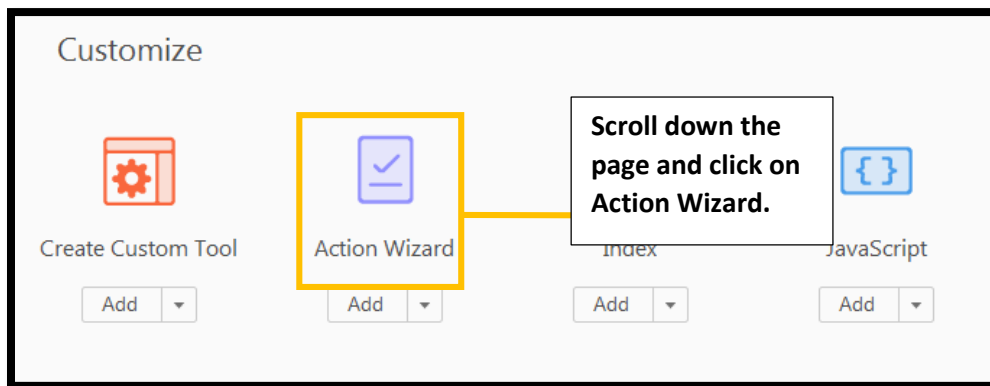 Customize
Scroll down the
page and click on
Action Wizard.
Create Custom Tool
Action Wizard
Index
JavaScript
Add
Add
Add
Add